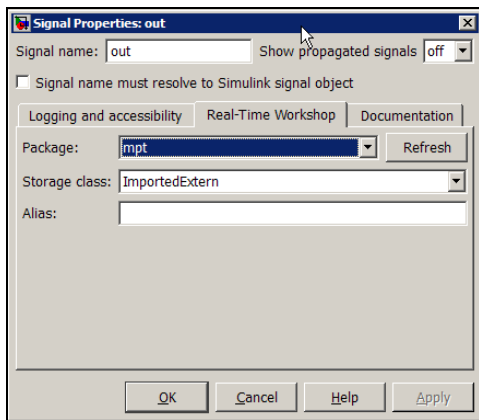 Signal Properties: out
Signal name: out Show propagated signals off
Signal name must resolve to Simulink signal object
Logging and accessibility Real-Time Workshop Documentation
Package: mpt Refresh
Storage class: ImportedExtern
Alias:
OK Cancel Help Apply